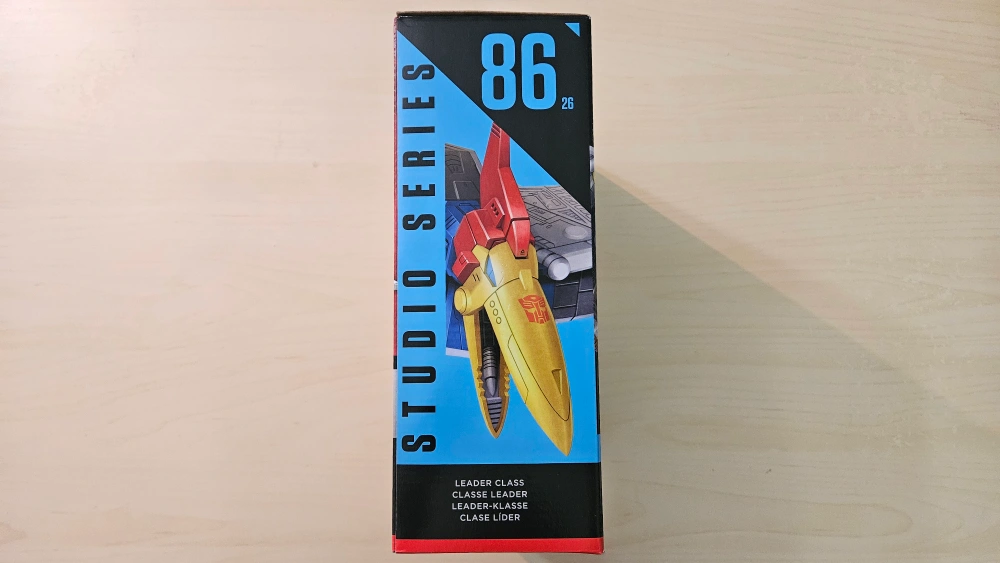 86
26
STUDIO SERIES
LEADER CLASS
CLASSE LEADER
LEADER-KLASSE
CLASE LÍDER